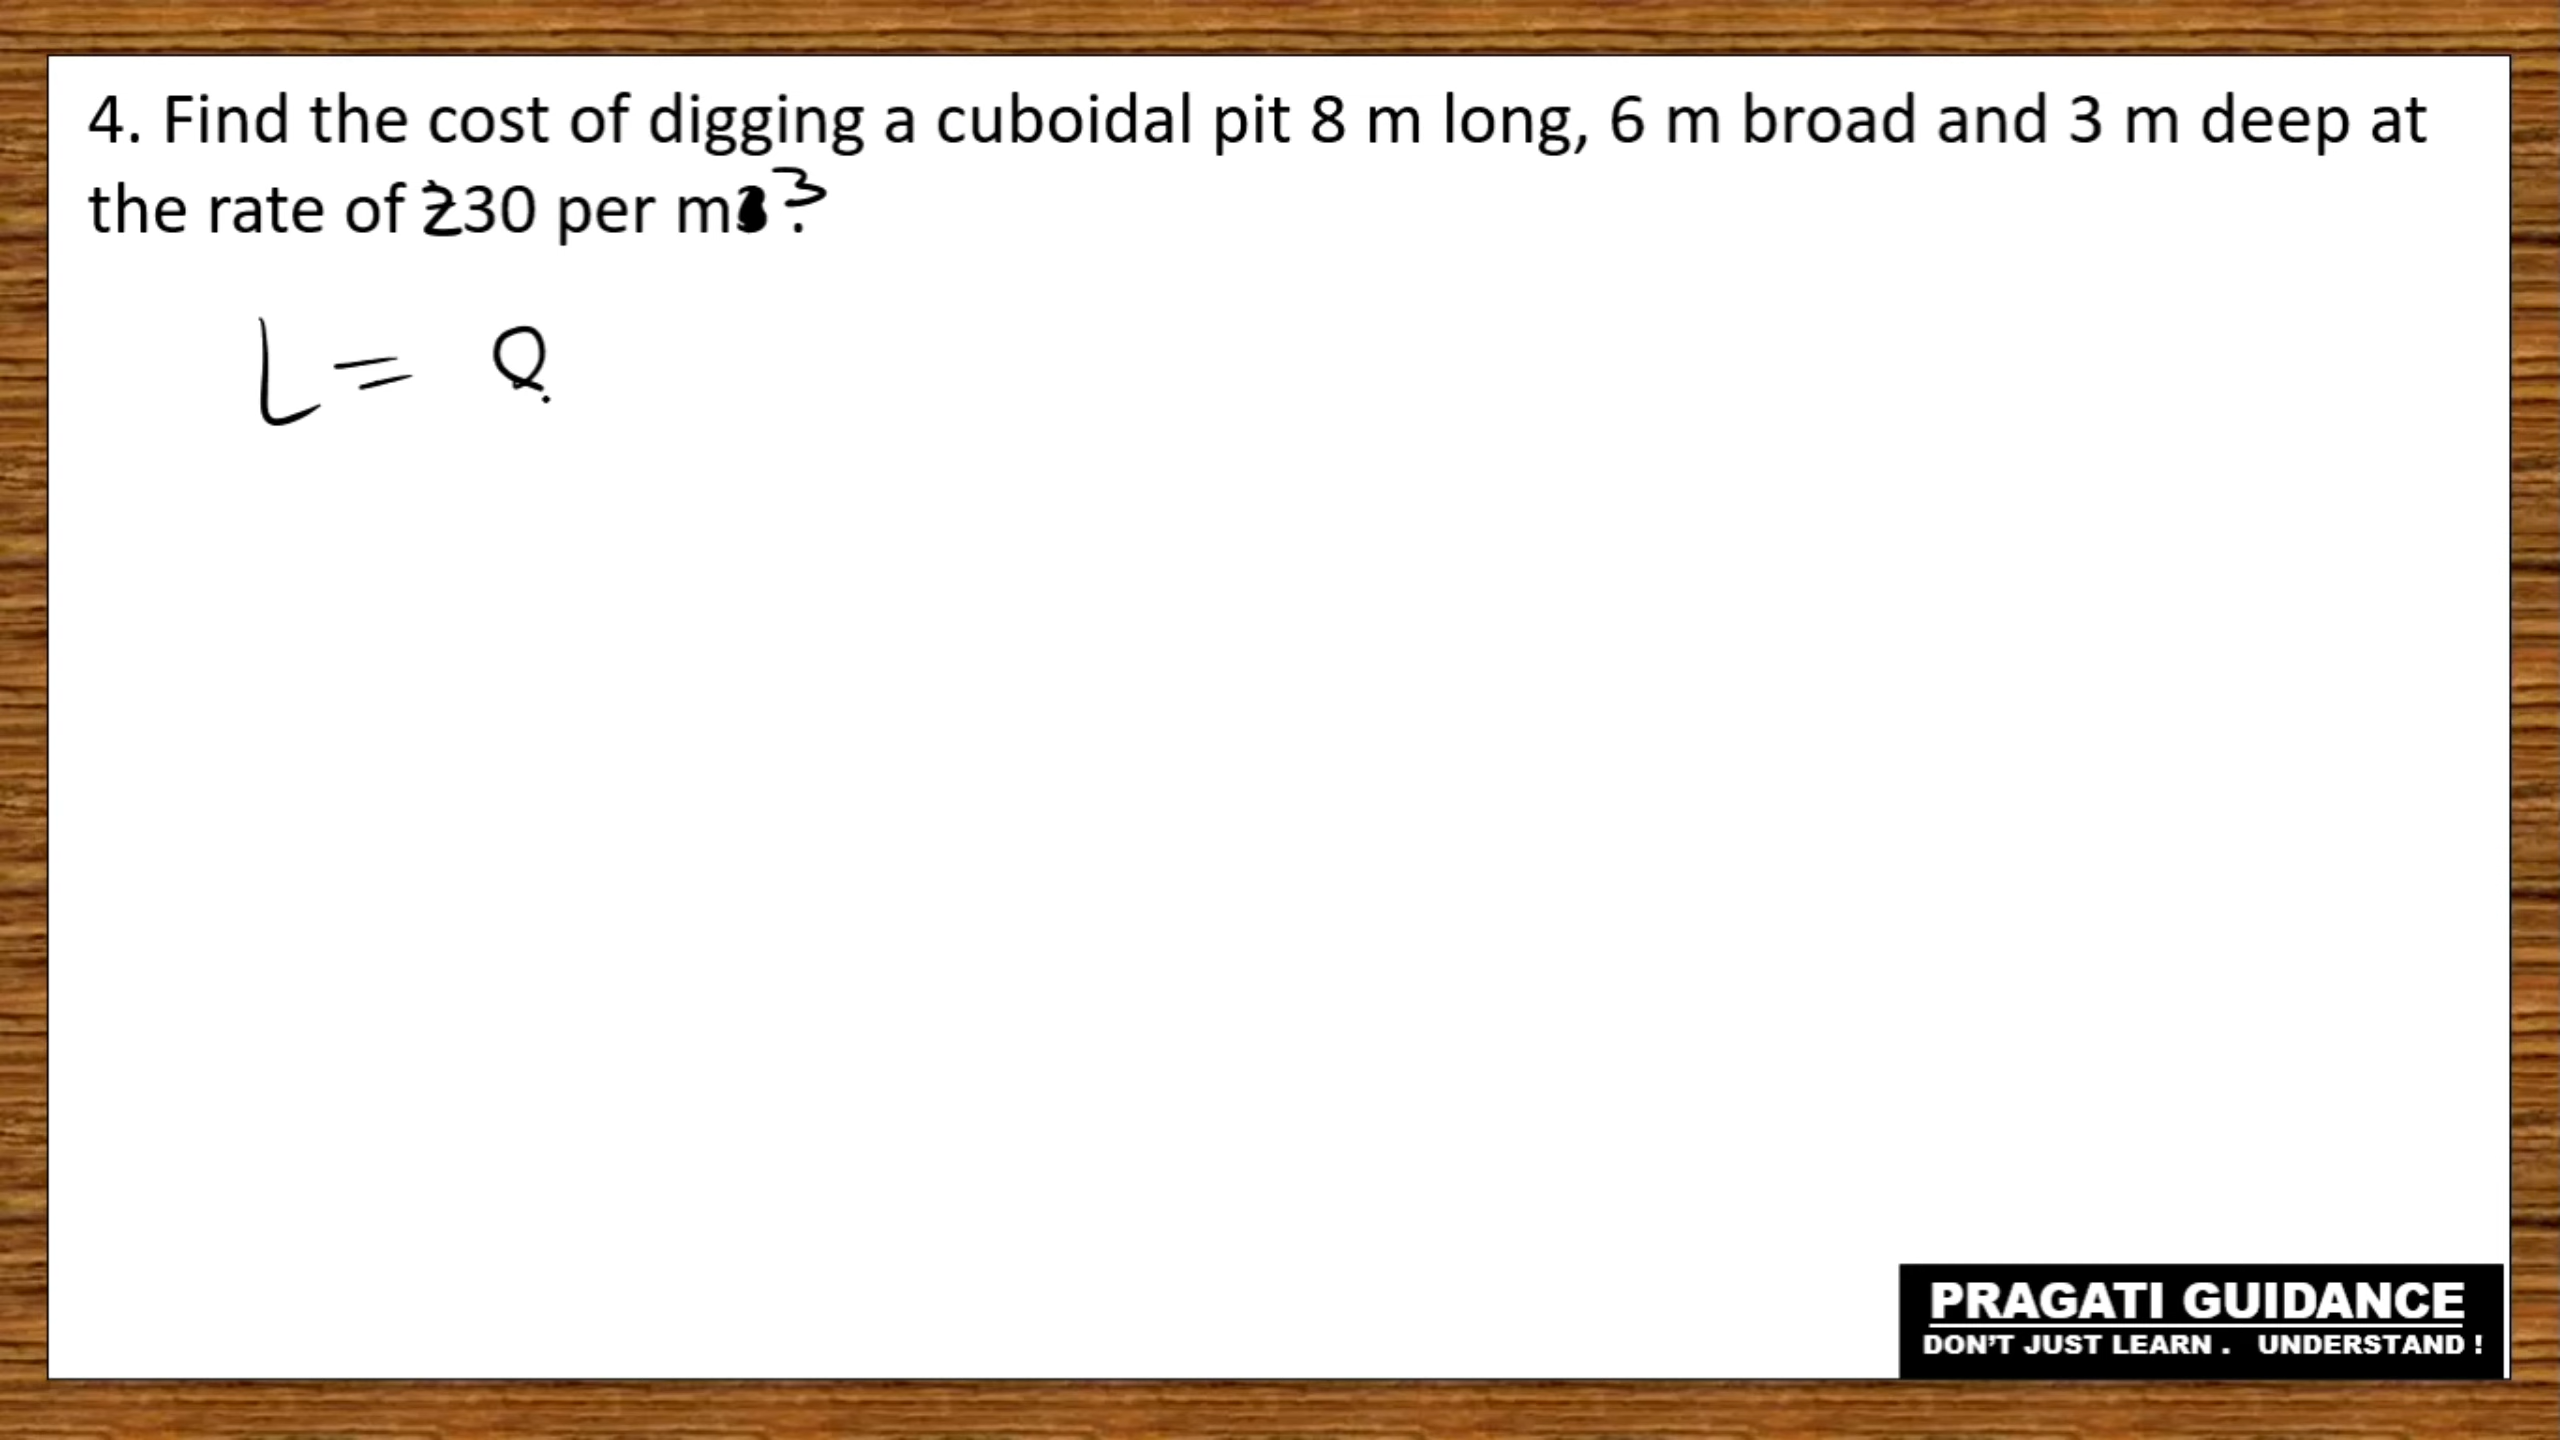 4. Find the cost of digging a cuboidal pit 8 m long, 6 m broad and 3 m deep at
the rate of 30 per m³?
L =
PRAGATI GUIDANCE
DON'T JUST LEARN . UNDERSTAND !